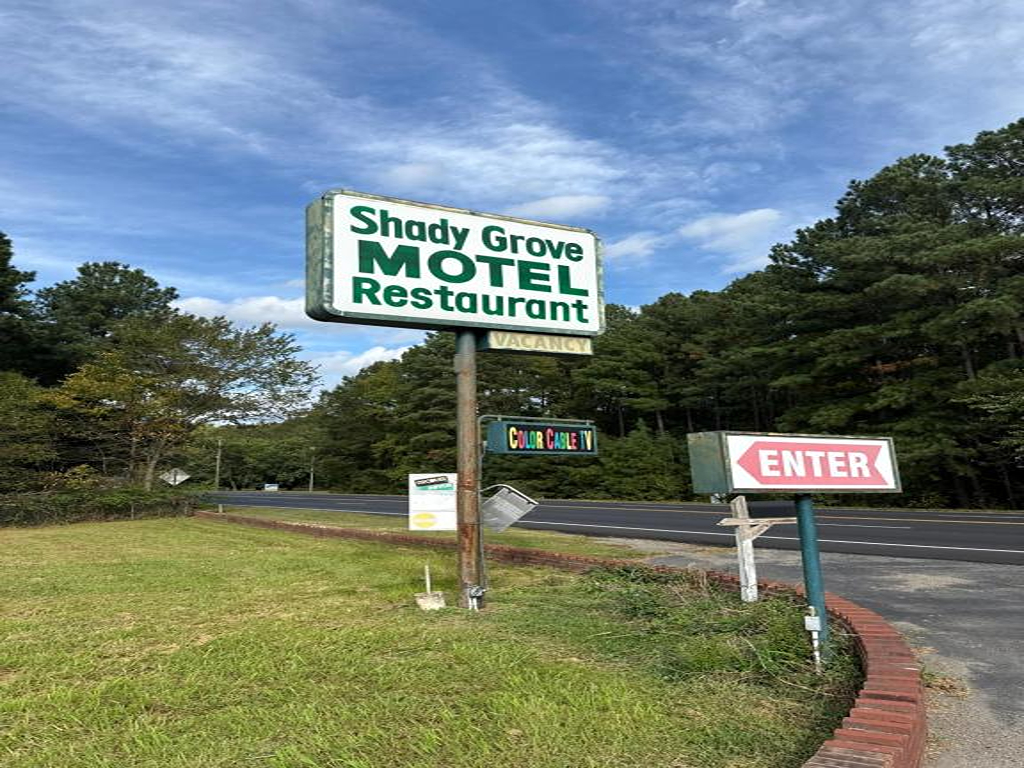 Shady Grove
MOTEL
Restaurant
VACANCY
COLOR CABLE TV
ENTER